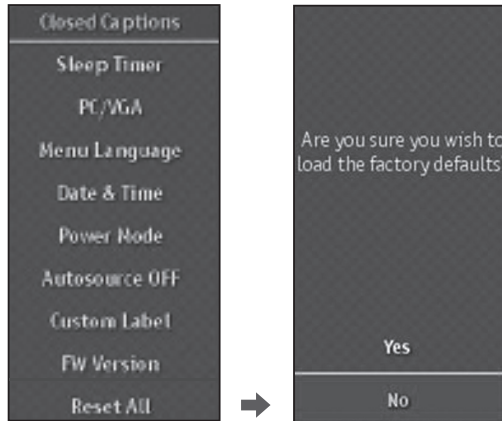 Closed Captions
Sleep Timer
PC/VGA
Menu Language
Date & Time
Power Mode
Autosource OFF
Custom Label
FW Version
Reset All
Are you sure you wish to
load the factory defaults
Yes
No